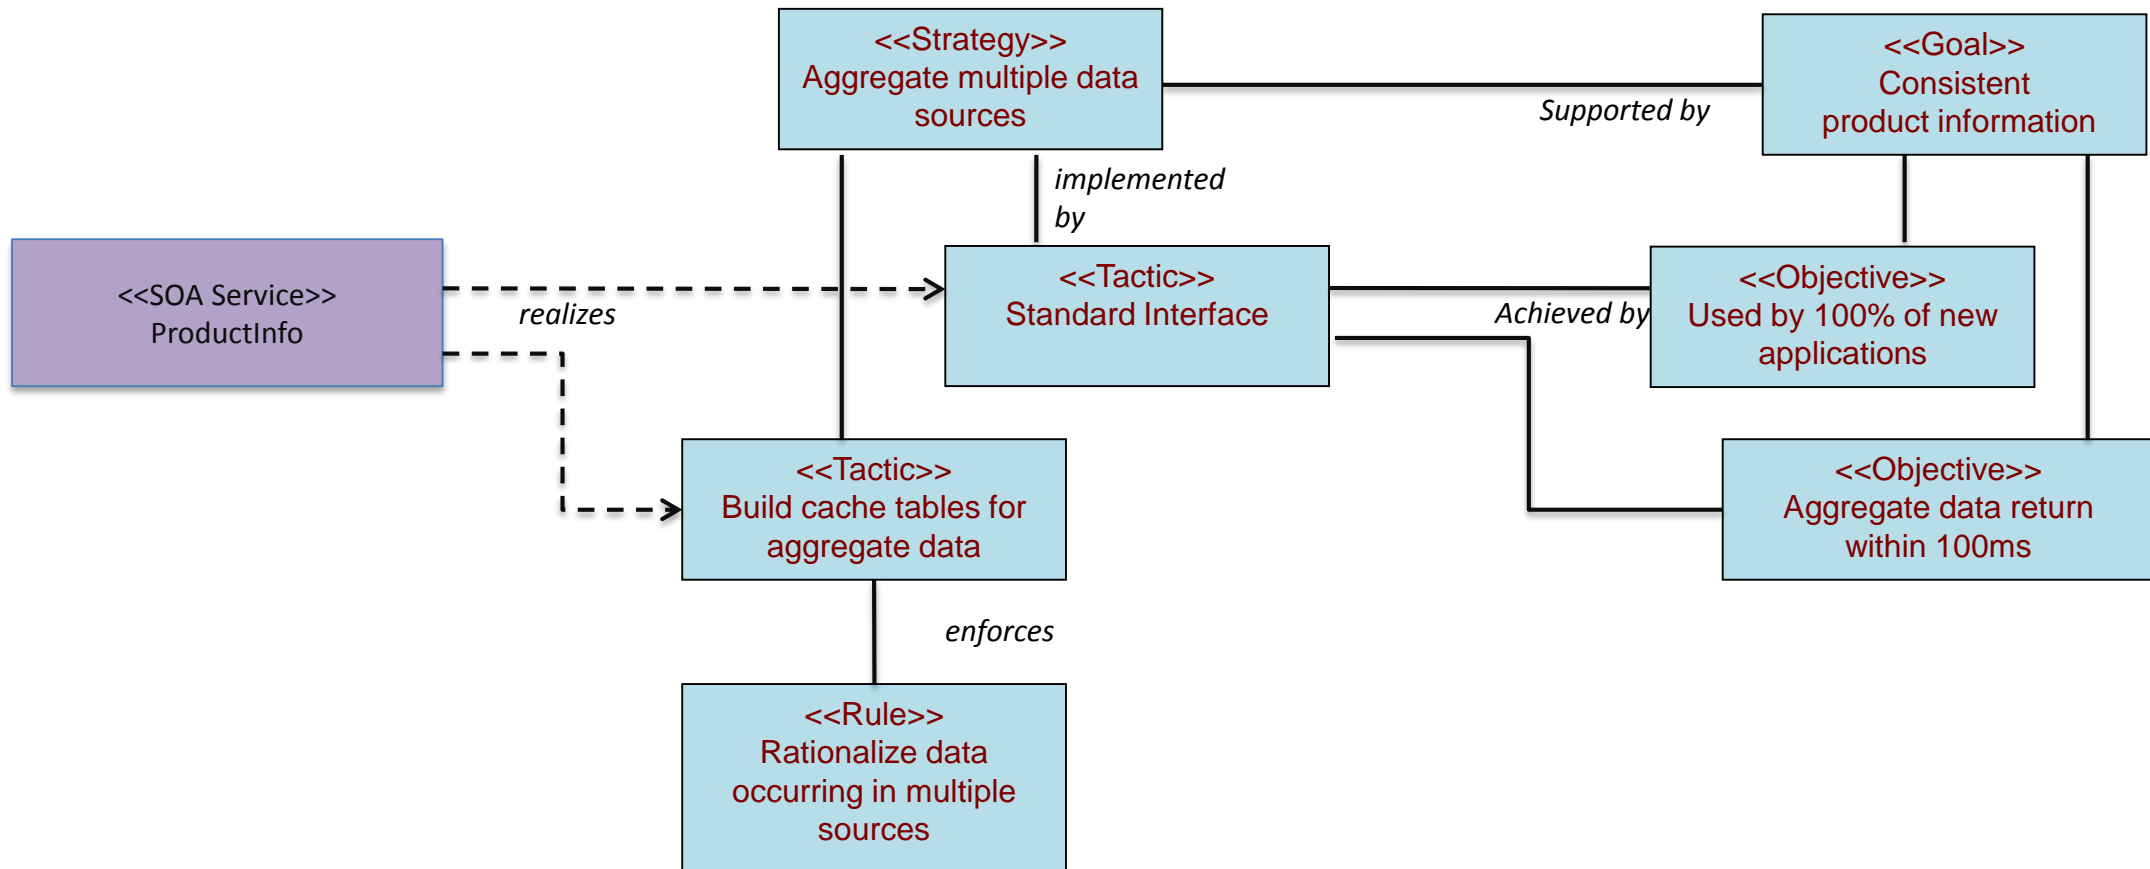 <<Strategy>>
Aggregate multiple data
sources
<<Goal>>
Consistent
product information
Supported by
implemented
by
<<SOA Service>>
ProductInfo
realizes
<<Tactic>>
Standard Interface
Achieved by
<<Objective>>
Used by 100% of new
applications
<<Tactic>>
Build cache tables for
aggregate data
<<Objective>>
Aggregate data return
within 100ms
enforces
<<Rule>>
Rationalize data
occurring in multiple
sources